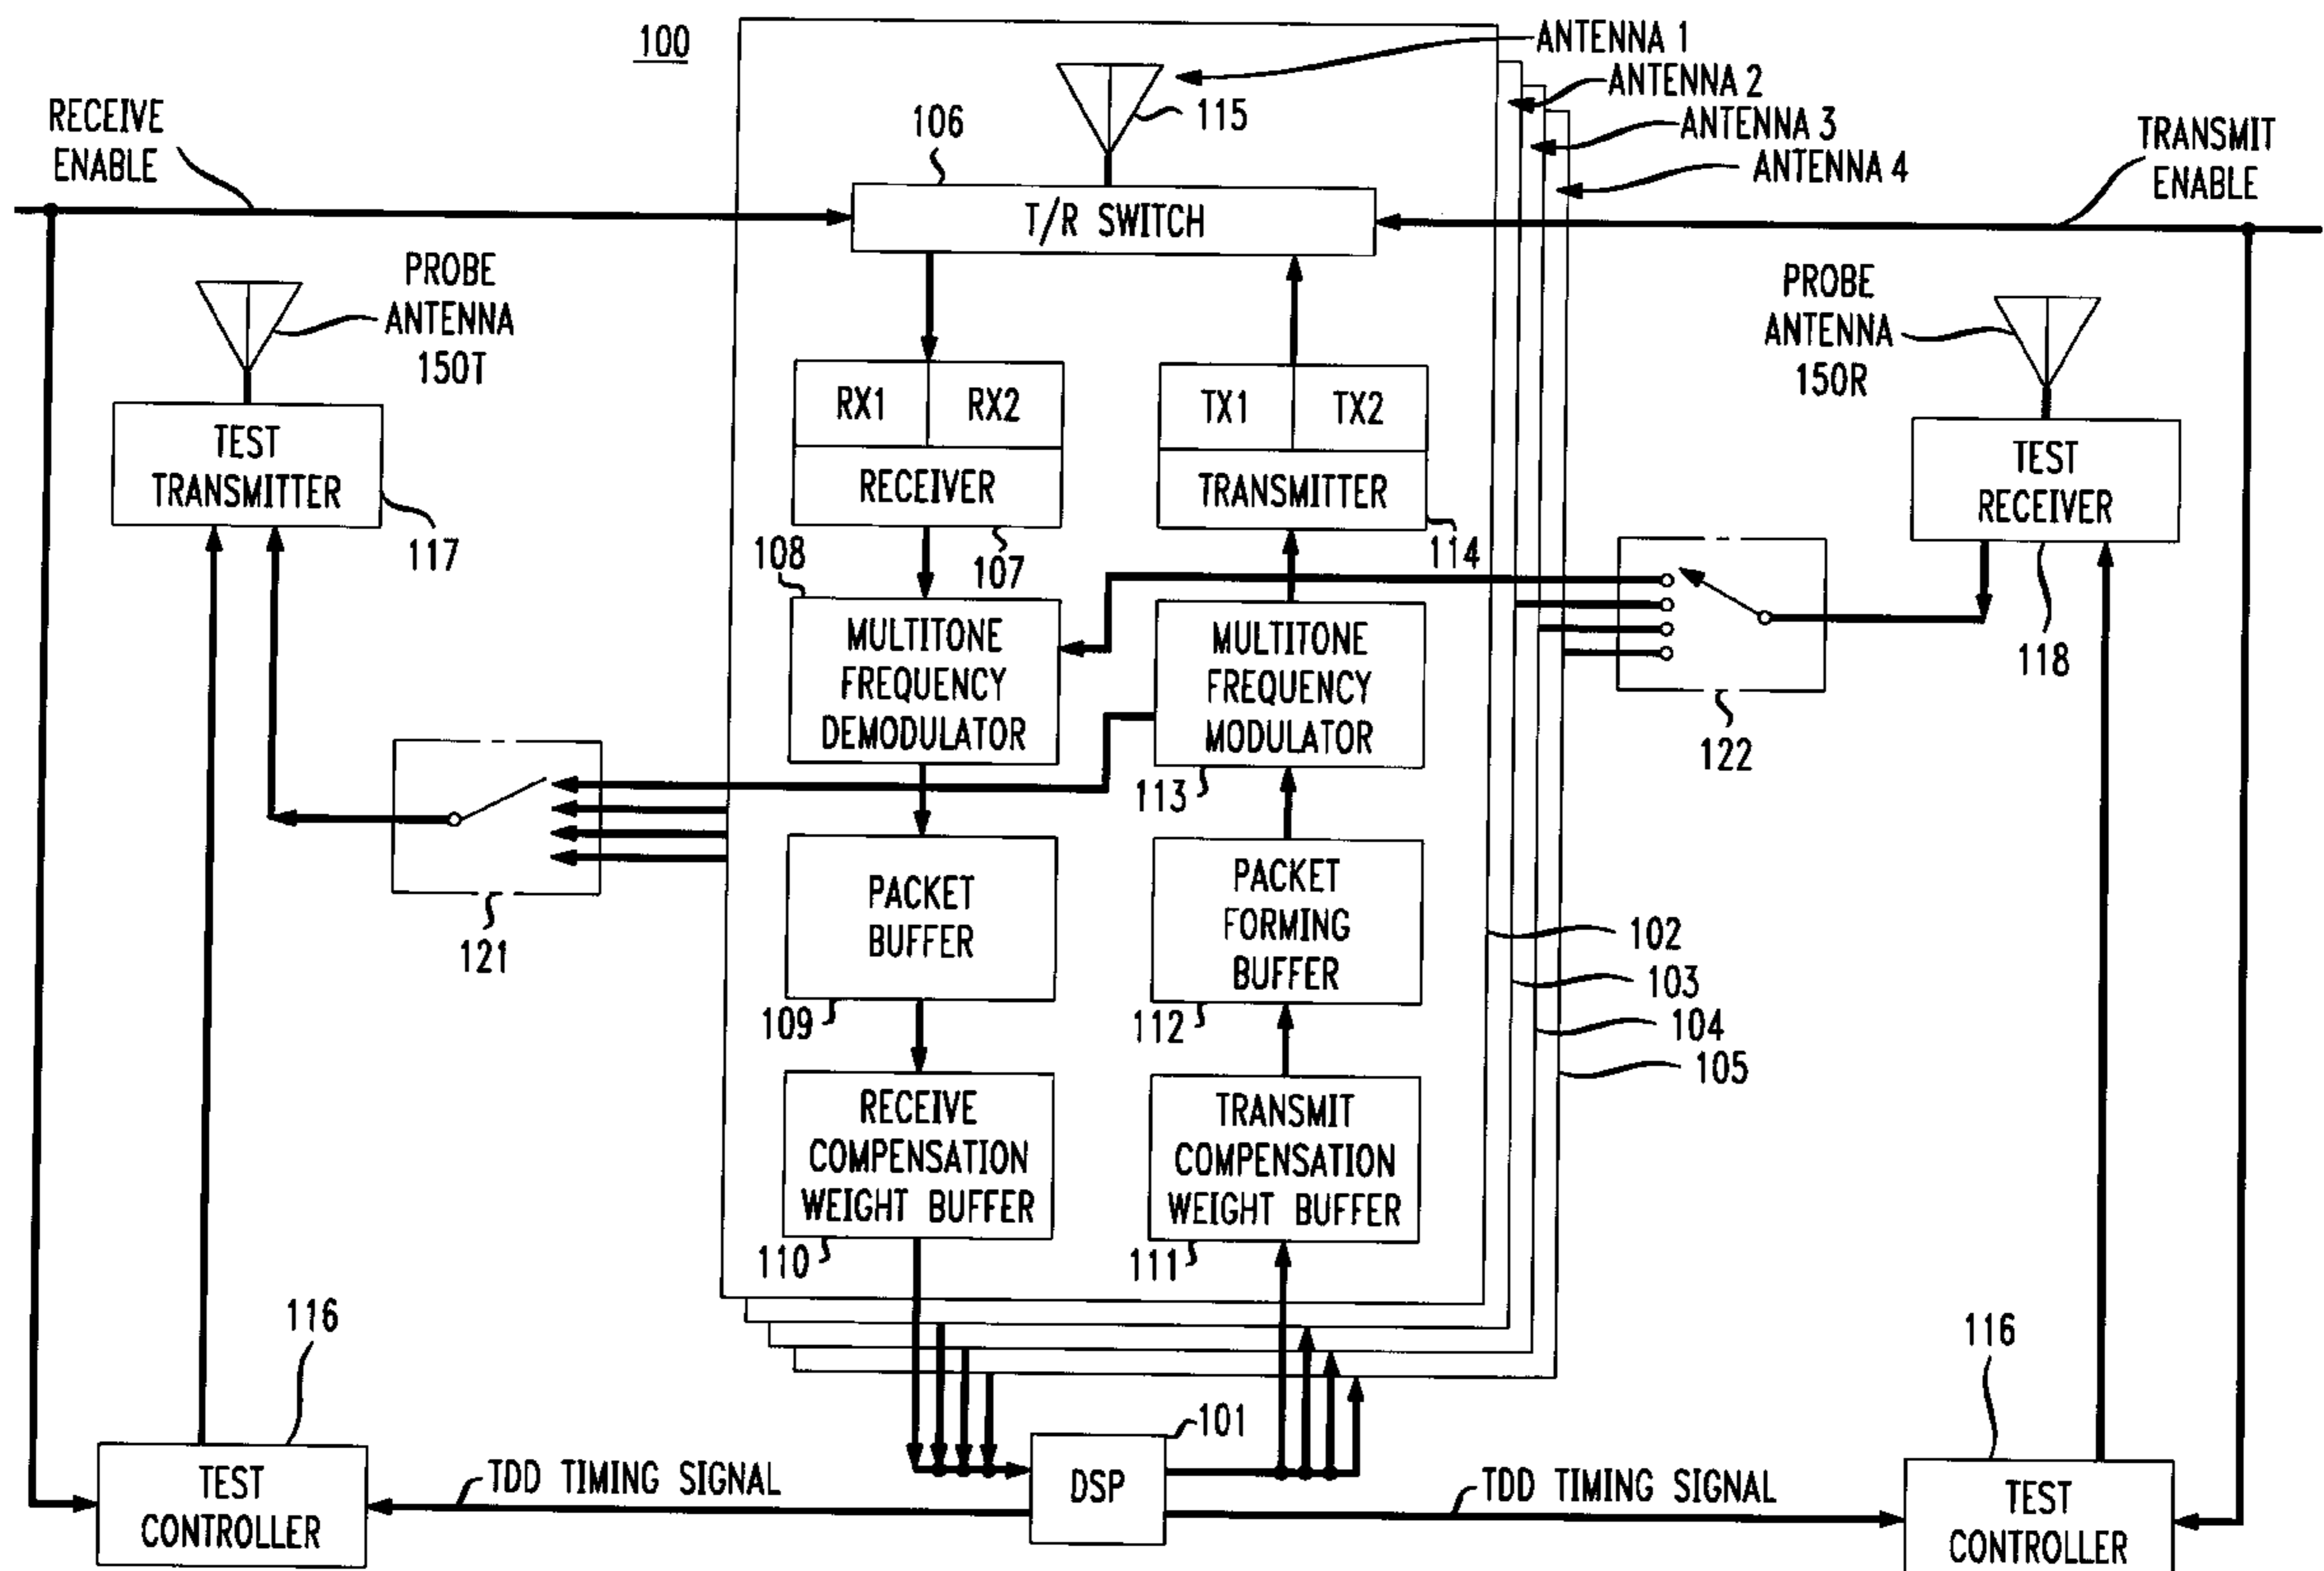 100
ANTENNA 1
ANTENNA 2
ANTENNA 3
ANTENNA 4
115
106
RECEIVE
ENABLE
TRANSMIT
ENABLE
T/R SWITCH
PROBE
ANTENNA
150T
PROBE
ANTENNA
150R
RX1
RX2
RECEIVER
107
TX1
TX2
TRANSMITTER
114
TEST
TRANSMITTER
117
TEST
RECEIVER
118
108
MULTITONE
FREQUENCY
DEMODULATOR
MULTITONE
FREQUENCY
MODULATOR
113
121
122
PACKET
BUFFER
109
PACKET
FORMING
BUFFER
112
102
103
104
105
RECEIVE
COMPENSATION
WEIGHT BUFFER
110
TRANSMIT
COMPENSATION
WEIGHT BUFFER
111
116
TEST
CONTROLLER
TDD TIMING SIGNAL
101
DSP
TDD TIMING SIGNAL
116
TEST
CONTROLLER